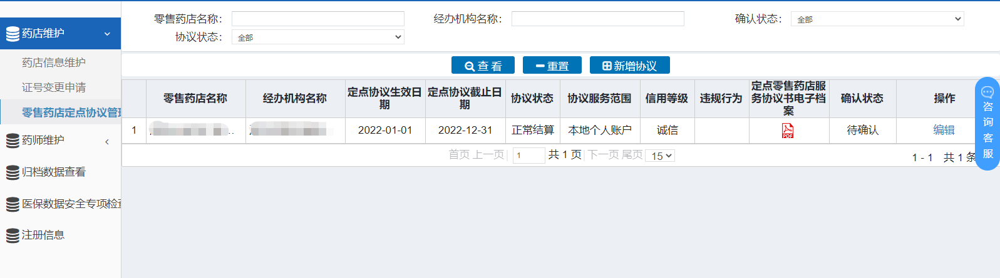 零售药店名称：
经办机构名称：
确认状态： 全部
协议状态： 全部
药店维护
药店信息维护
证号变更申请
零售药店定点协议管理
药师维护
归档数据查看
医保数据安全专项检查
注册信息
查 看 重置 新增协议
零售药店名称 经办机构名称 定点协议生效日期 定点协议截止日期 协议状态 协议服务范围 信用等级 违规行为 定点零售药店服务协议书电子档案 确认状态 操作
1 2022-01-01 2022-12-31 正常结算 本地个人账户 诚信 PDF 待确认 编辑
首页 上一页 1 共 1 页 下一页 尾页 15
1 - 1 共 1 条
咨询客服